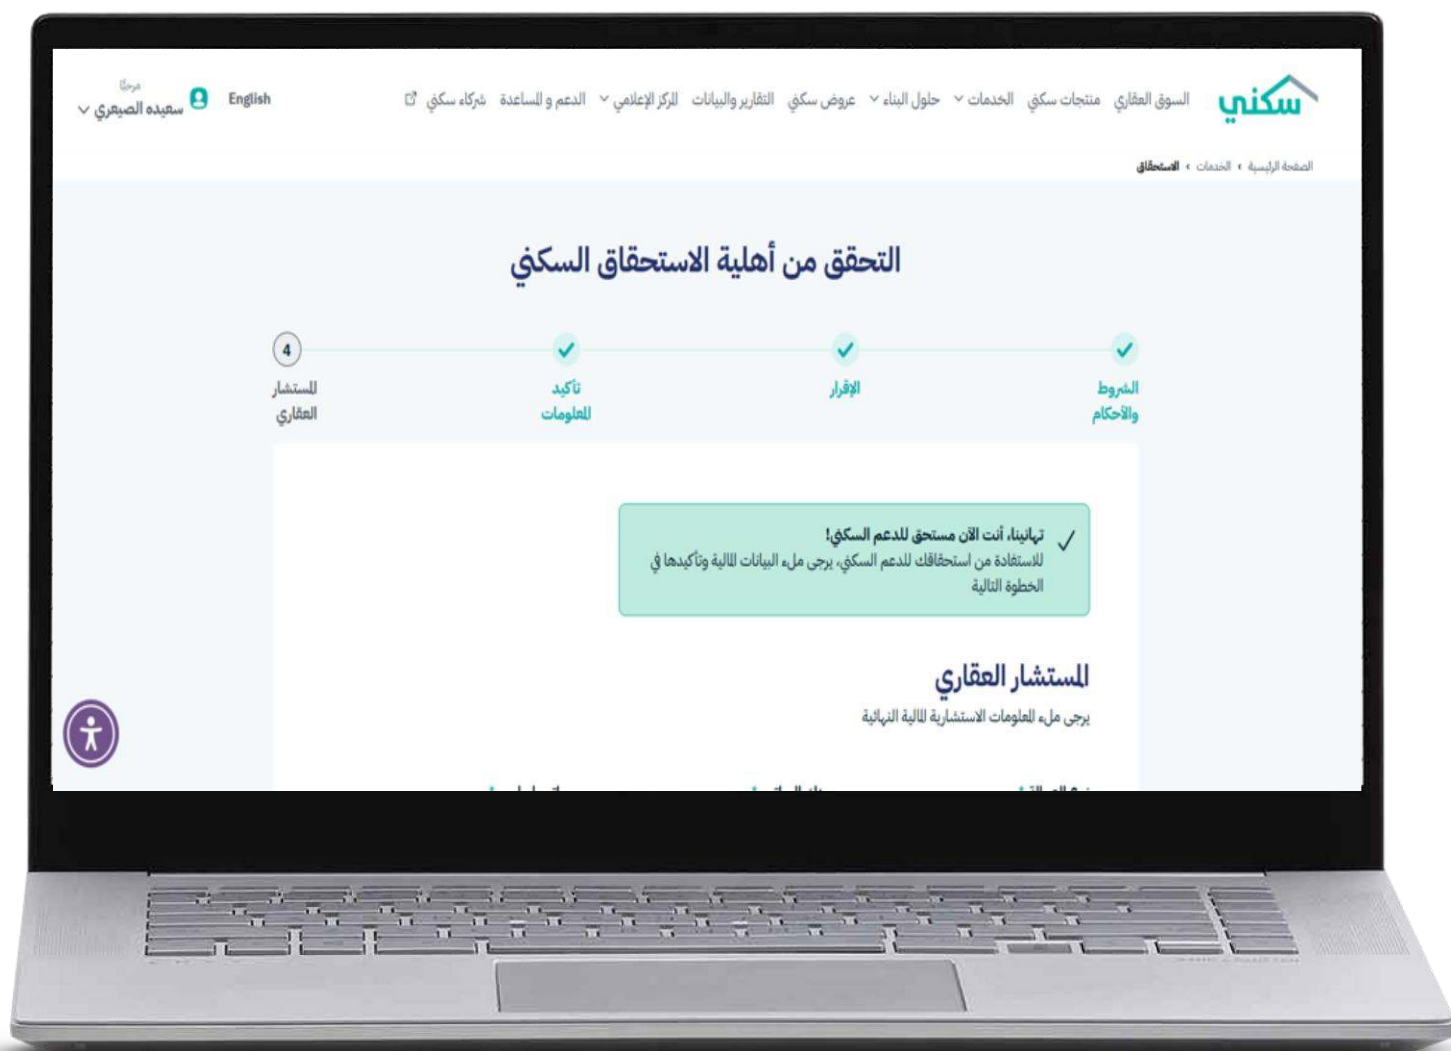 سكني
السوق العقاري منتجات سكني الخدمات حلول البناء عروض سكني التقارير والبيانات المركز الإعلامي الدعم و المساعدة شركاء سكني
English
مرحبًا
سعيده الصيعري
الصفحة الرئيسية › الخدمات › الاستحقاق
التحقق من أهلية الاستحقاق السكني
الشروط والأحكام
الإقرار
تأكيد المعلومات
4
المستشار العقاري
تهانينا، أنت الآن مستحق للدعم السكني!
للاستفادة من استحقاقك للدعم السكني، يرجى ملء البيانات المالية وتأكيدها في
الخطوة التالية
المستشار العقاري
يرجى ملء المعلومات الاستشارية المالية النهائية